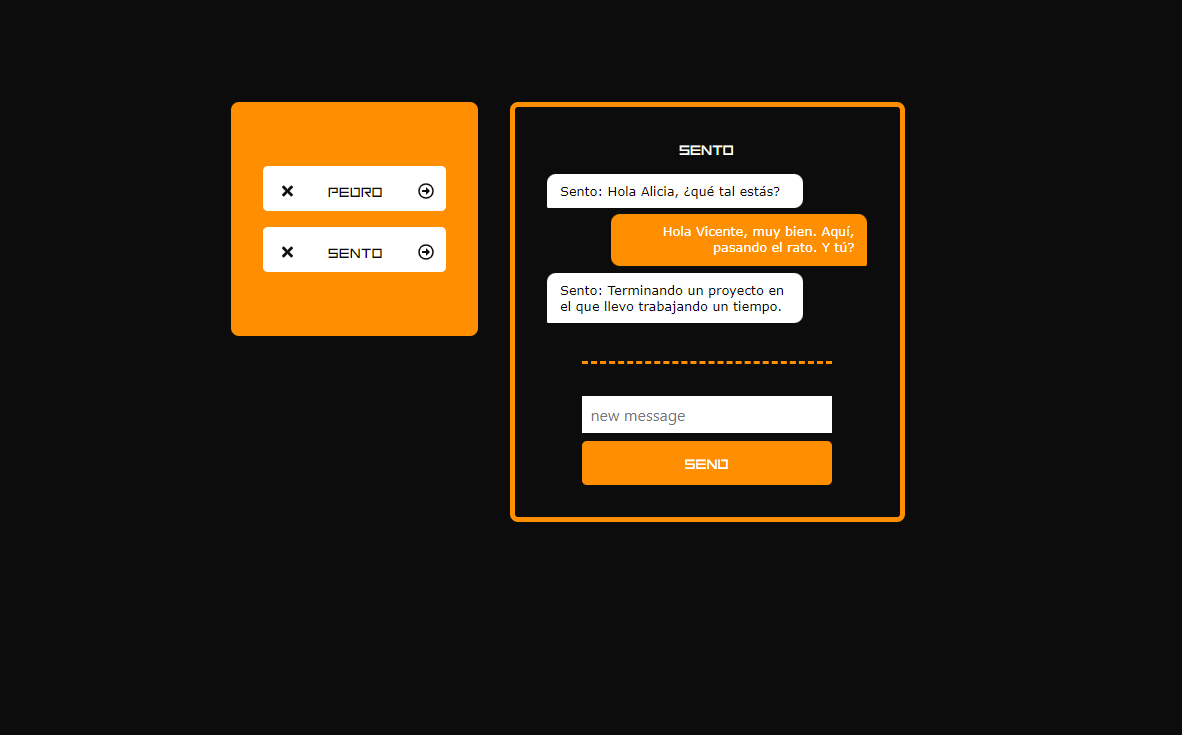 PEDRO
SENTO
SENTO
Sento: Hola Alicia, ¿qué tal estás?
Hola Vicente, muy bien. Aquí,
pasando el rato. Y tú?
Sento: Terminando un proyecto en
el que llevo trabajando un tiempo.
new message
SEND